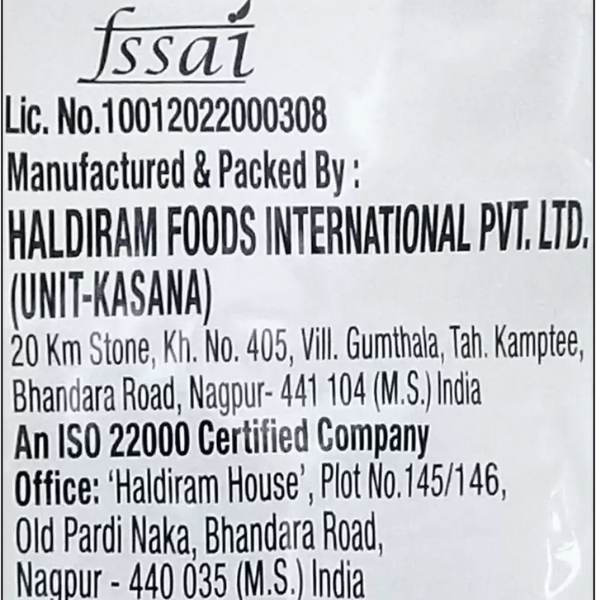 fssai
Lic. No.10012022000308
Manufactured & Packed By :
HALDIRAM FOODS INTERNATIONAL PVT. LTD.
(UNIT-KASANA)
20 Km Stone, Kh. No. 405, Vill. Gumthala, Tah. Kamptee,
Bhandara Road, Nagpur- 441 104 (M.S.) India
An ISO 22000 Certified Company
Office: ‘Haldiram House’, Plot No.145/146,
Old Pardi Naka, Bhandara Road,
Nagpur - 440 035 (M.S.) India